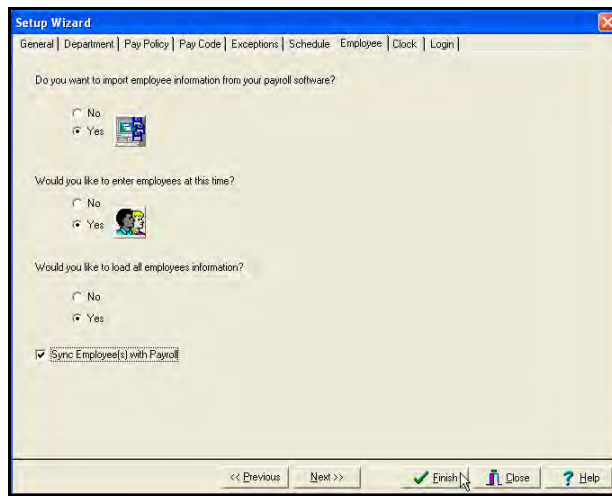 Setup Wizard
General | Department | Pay Policy | Pay Code | Exceptions | Schedule | Employee | Clock | Login
Do you want to import employee information from your payroll software?
No
Yes
Would you like to enter employees at this time?
No
Yes
Would you like to load all employees information?
No
Yes
Sync Employee(s) with Payroll
<< Previous Next >> Finish Close ? Help